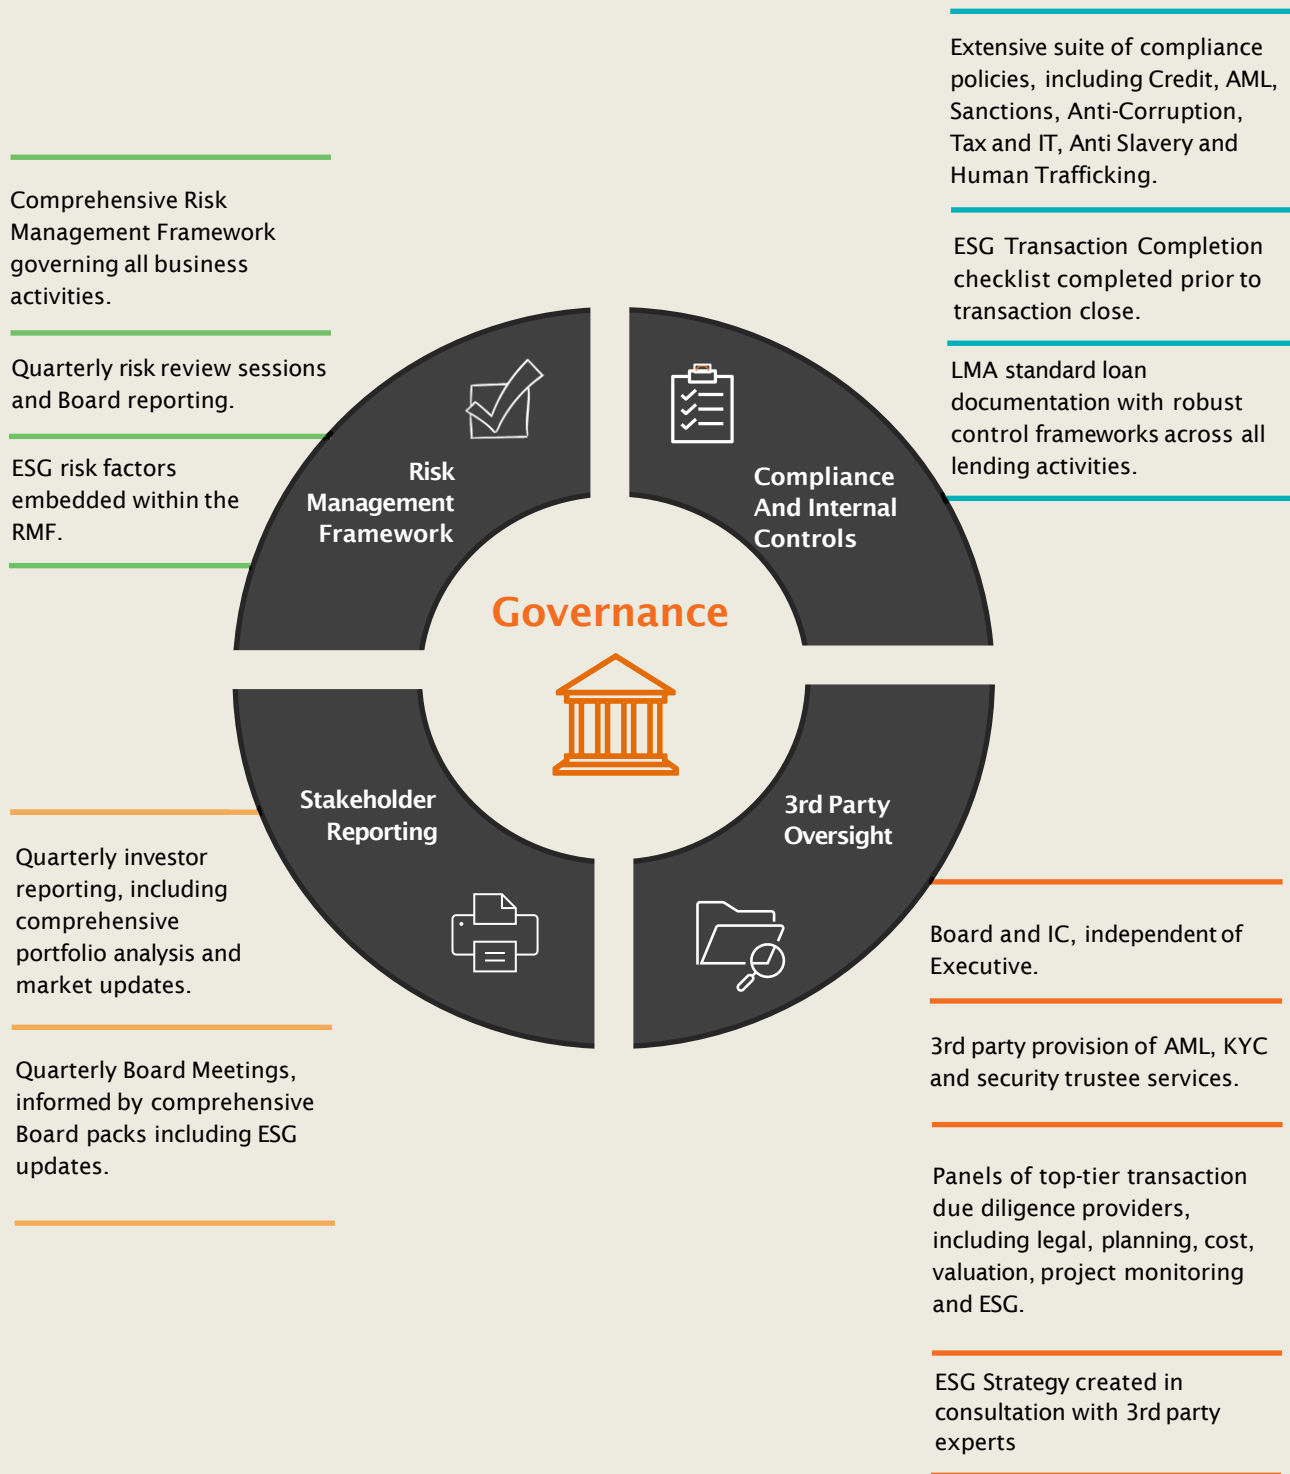 Extensive suite of compliance
policies, including Credit, AML,
Sanctions, Anti-Corruption,
Tax and IT, Anti Slavery and
Human Trafficking.
ESG Transaction Completion
checklist completed prior to
transaction close.
LMA standard loan
documentation with robust
control frameworks across all
lending activities.
Comprehensive Risk
Management Framework
governing all business
activities.
Quarterly risk review sessions
and Board reporting.
ESG risk factors
embedded within the
RMF.
Risk
Management
Framework
Compliance
And Internal
Controls
Governance
Stakeholder
Reporting
3rd Party
Oversight
Quarterly investor
reporting, including
comprehensive
portfolio analysis and
market updates.
Quarterly Board Meetings,
informed by comprehensive
Board packs including ESG
updates.
Board and IC, independent of
Executive.
3rd party provision of AML, KYC
and security trustee services.
Panels of top-tier transaction
due diligence providers,
including legal, planning, cost,
valuation, project monitoring
and ESG.
ESG Strategy created in
consultation with 3rd party
experts